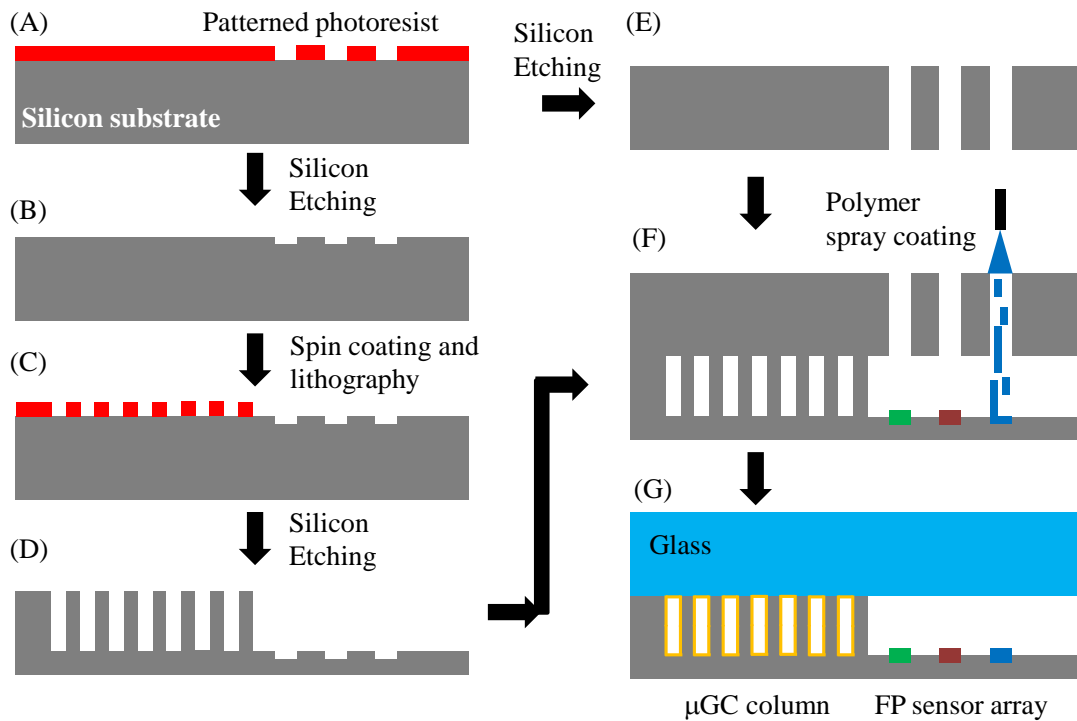 (A)
Patterned photoresist
Silicon substrate
Silicon
Etching
(B)
Spin coating and
lithography
(C)
Silicon
Etching
(D)
Silicon
Etching
(E)
Polymer
spray coating
(F)
(G)
Glass
μGC column
FP sensor array